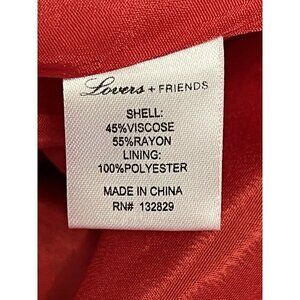 Lovers + FRIENDS
SHELL:
45%VISCOSE
55%RAYON
LINING:
100%POLYESTER
MADE IN CHINA
RN# 132829